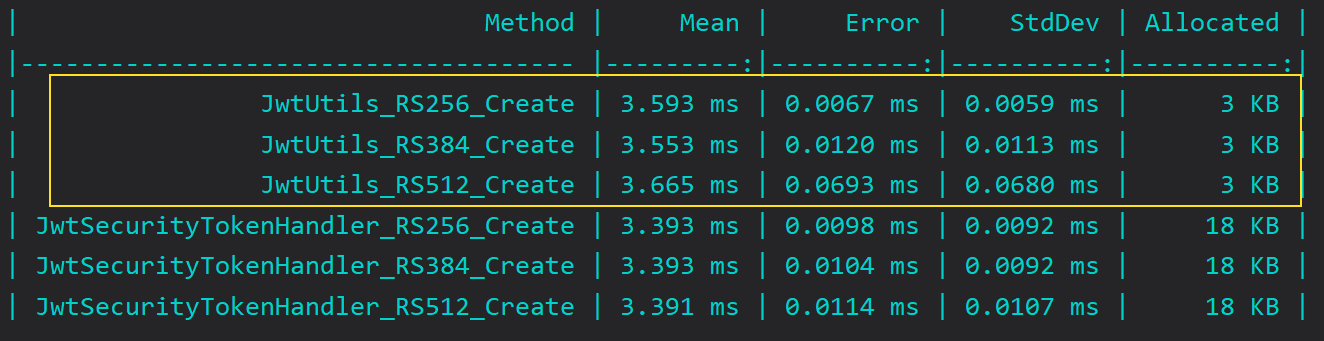 |                                Method |     Mean |     Error |    StdDev | Allocated |
|-------------------------------------- |---------:|----------:|----------:|----------:|
|                JwtUtils_RS256_Create | 3.593 ms | 0.0067 ms | 0.0059 ms |      3 KB |
|                JwtUtils_RS384_Create | 3.553 ms | 0.0120 ms | 0.0113 ms |      3 KB |
|                JwtUtils_RS512_Create | 3.665 ms | 0.0693 ms | 0.0680 ms |      3 KB |
| JwtSecurityTokenHandler_RS256_Create | 3.393 ms | 0.0098 ms | 0.0092 ms |     18 KB |
| JwtSecurityTokenHandler_RS384_Create | 3.393 ms | 0.0104 ms | 0.0092 ms |     18 KB |
| JwtSecurityTokenHandler_RS512_Create | 3.391 ms | 0.0114 ms | 0.0107 ms |     18 KB |